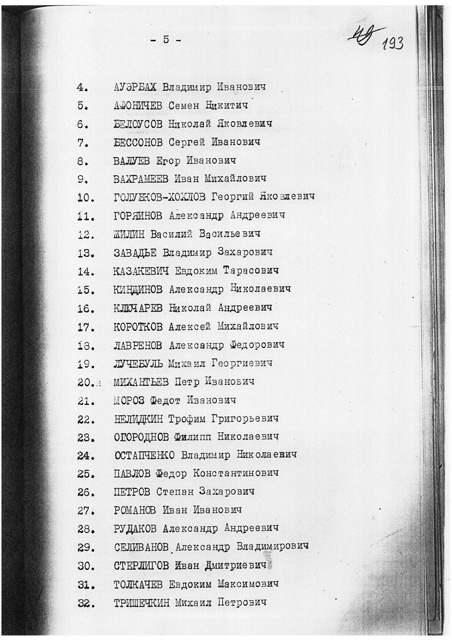 - 5 -
193
4. АУЭРБАХ Владимир Иванович
5. АФОНИЧЕВ Семен Никитич
6. БЕЛОУСОВ Николай Яковлевич
7. БЕССОНОВ Сергей Иванович
8. ВАЛУЕВ Егор Иванович
9. ВАХРАМЕЕВ Иван Михайлович
10. ГОЛУБКОВ-ХОХЛОВ Георгий Яковлевич
11. ГОРЯИНОВ Александр Андреевич
12. ЖИЛИН Василий Васильевич
13. ЗАВАДЬЕ Владимир Захарович
14. КАЗАКЕВИЧ Евдоким Тарасович
15. КИНДИНОВ Александр Николаевич
16. КЛЮЧАРЕВ Николай Андреевич
17. КОРОТКОВ Алексей Михайлович
18. ЛАВРЕНОВ Александр Федорович
19. ЛУЧЕБУЛЬ Михаил Георгиевич
20. Петр Иванович
21. МОРОЗ Федот Иванович
22. НЕЛИДКИН Трофим Григорьевич
23. ОГОРОДНОВ Филипп Николаевич
24. ОСТАПЧЕНКО Владимир Николаевич
25. ПАВЛОВ Федор Константинович
26. ПЕТРОВ Степан Захарович
27. РОМАНОВ Иван Иванович
28. РУДАКОВ Александр Андреевич
29. СЕЛИВАНОВ Александр Владимирович
30. СТЕРЛИГОВ Иван Дмитриевич
31. ТОЛКАЧЕВ Евдоким Максимович
32. ТРИШЕЧКИН Михаил Петрович